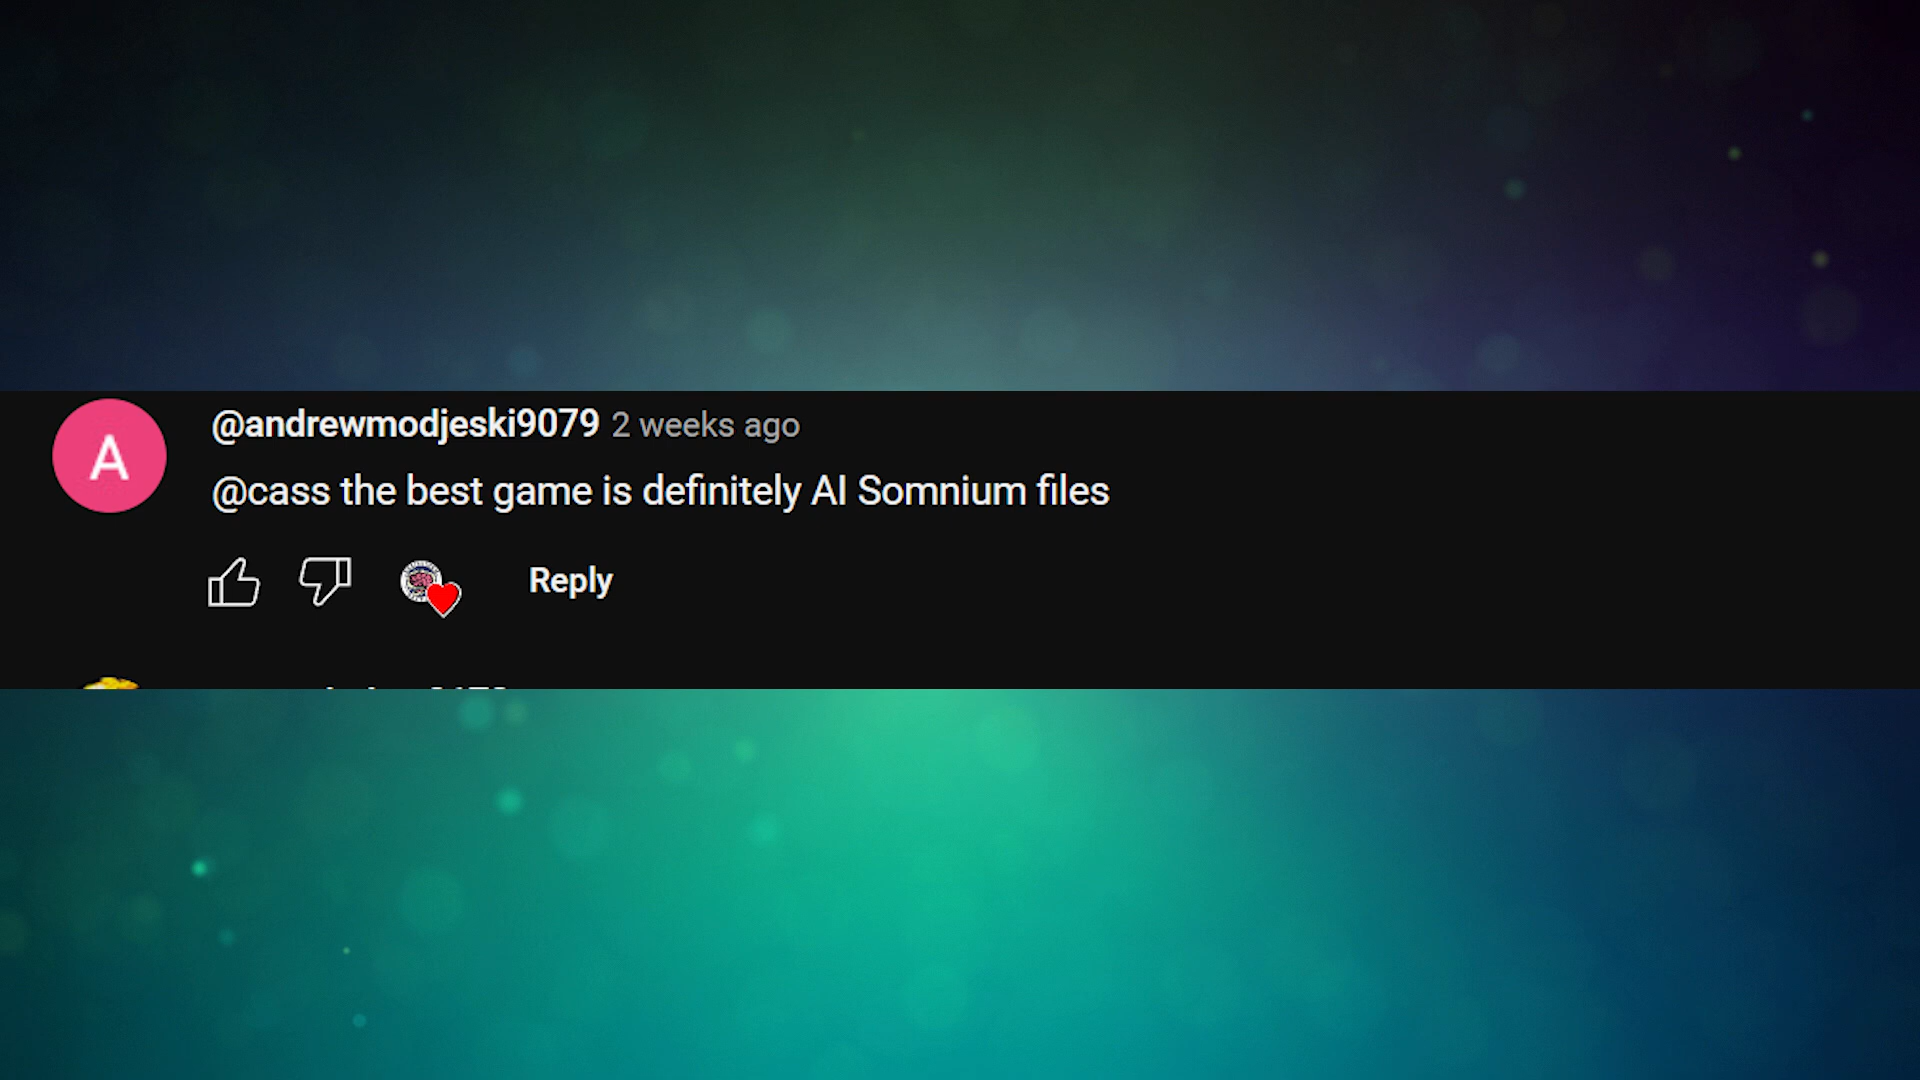 A
@andrewmodjeski9079 2 weeks ago
@cass the best game is definitely AI Somnium files
Reply